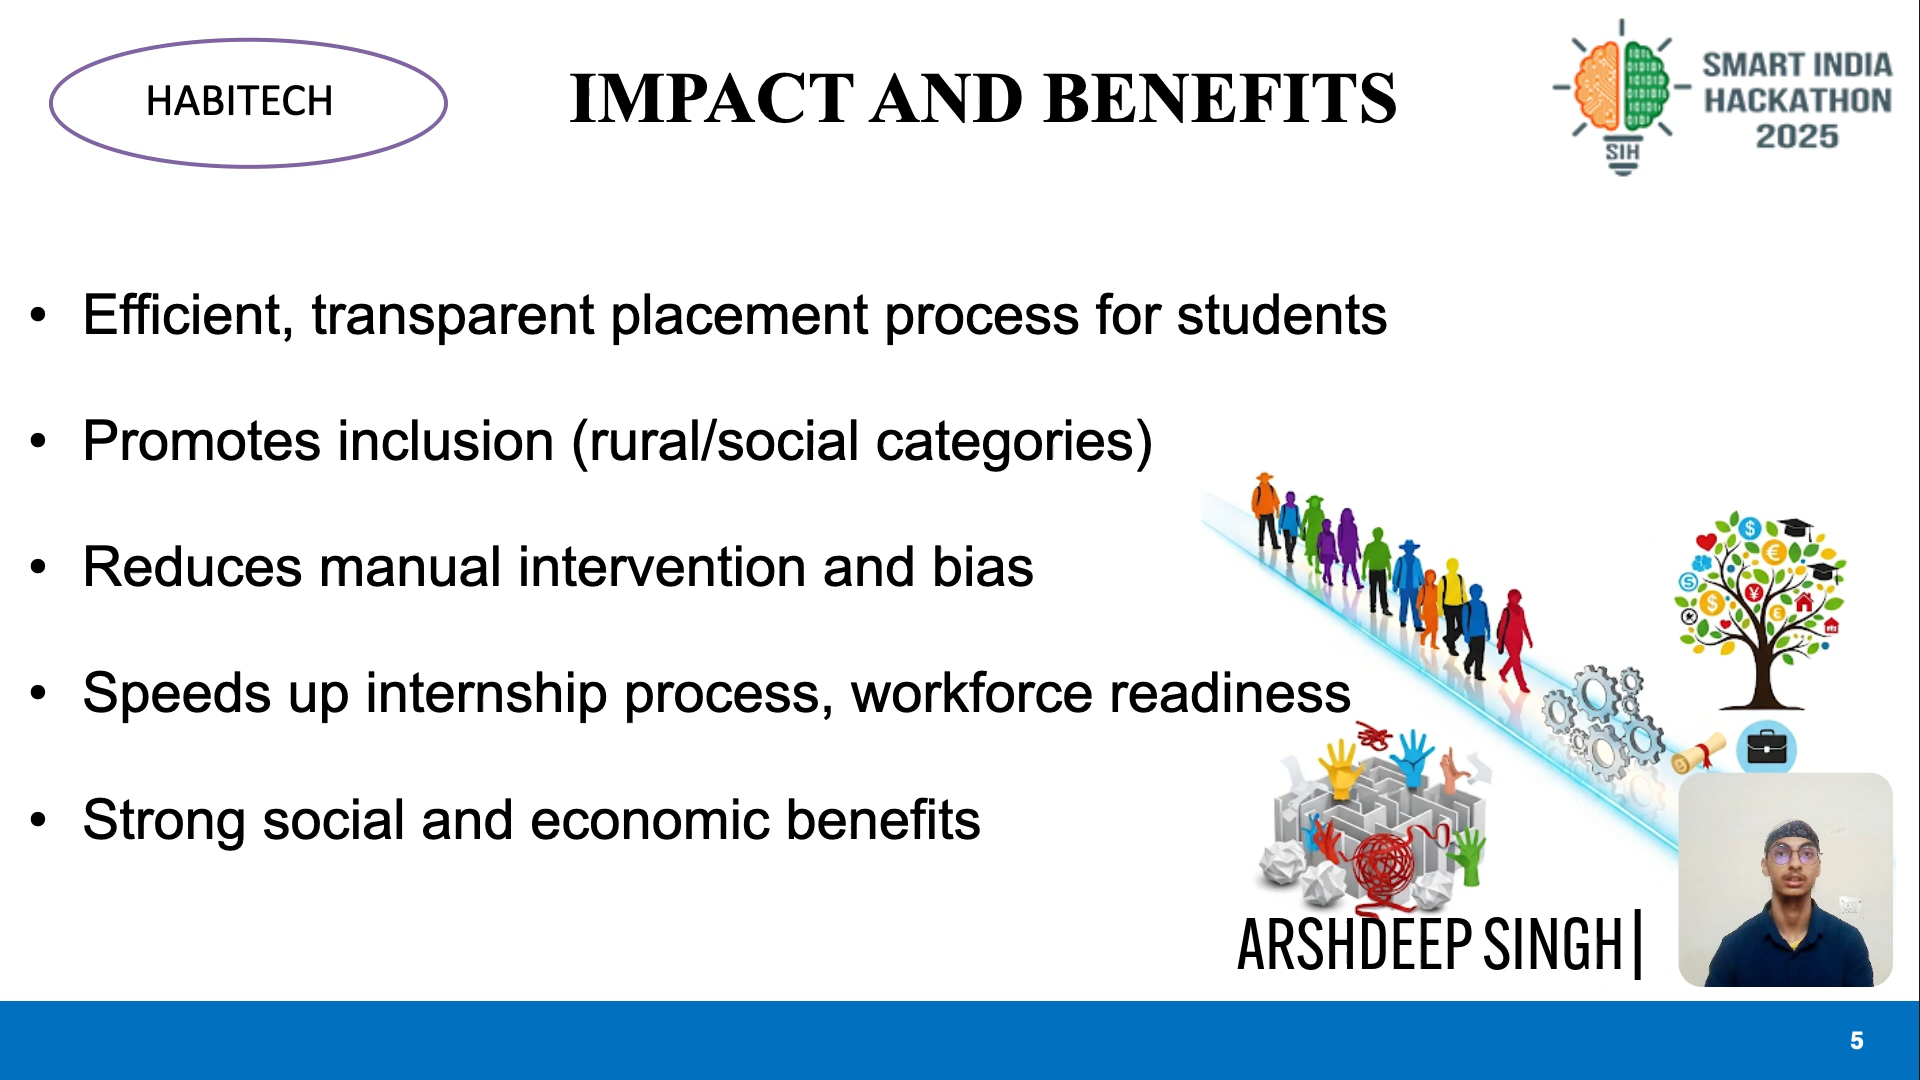 HABITECH
IMPACT AND BENEFITS
SMART INDIA
HACKATHON
2025
SIH
• Efficient, transparent placement process for students
• Promotes inclusion (rural/social categories)
• Reduces manual intervention and bias
• Speeds up internship process, workforce readiness
• Strong social and economic benefits
ARSHDEEP SINGH|
5